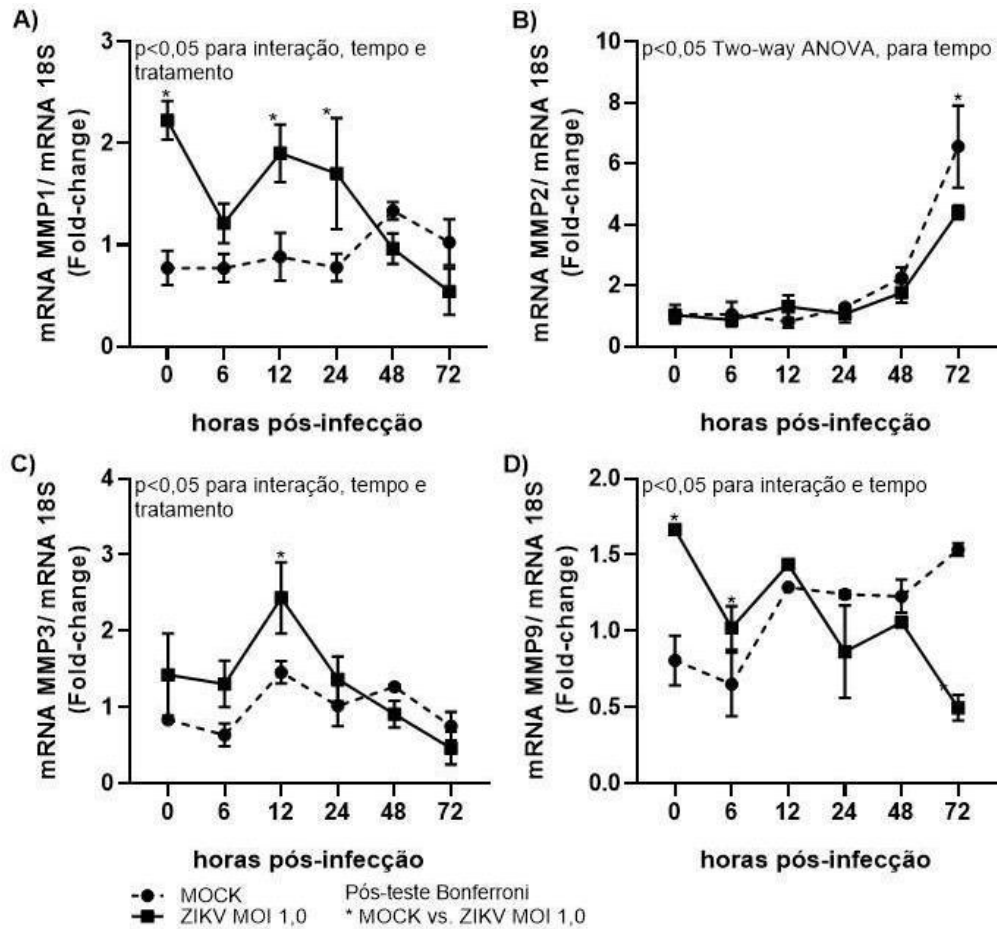 A)
p<0,05 para interação, tempo e
tratamento
mRNA MMP1/ mRNA 18S
(Fold-change)
3
2
1
0
* * *
0 6 12 24 48 72
horas pós-infecção
B)
p<0,05 Two-way ANOVA, para tempo
mRNA MMP2/ mRNA 18S
(Fold-change)
10
8
6
4
2
0
*
0 6 12 24 48 72
horas pós-infecção
C)
p<0,05 para interação, tempo e
tratamento
mRNA MMP3/ mRNA 18S
(Fold-change)
4
3
2
1
0
*
0 6 12 24 48 72
horas pós-infecção
D)
p<0,05 para interação e tempo
mRNA MMP9/ mRNA 18S
(Fold-change)
2.0
1.5
1.0
0.5
0.0
* * *
0 6 12 24 48 72
horas pós-infecção
MOCK
ZIKV MOI 1,0
Pós-teste Bonferroni
* MOCK vs. ZIKV MOI 1,0